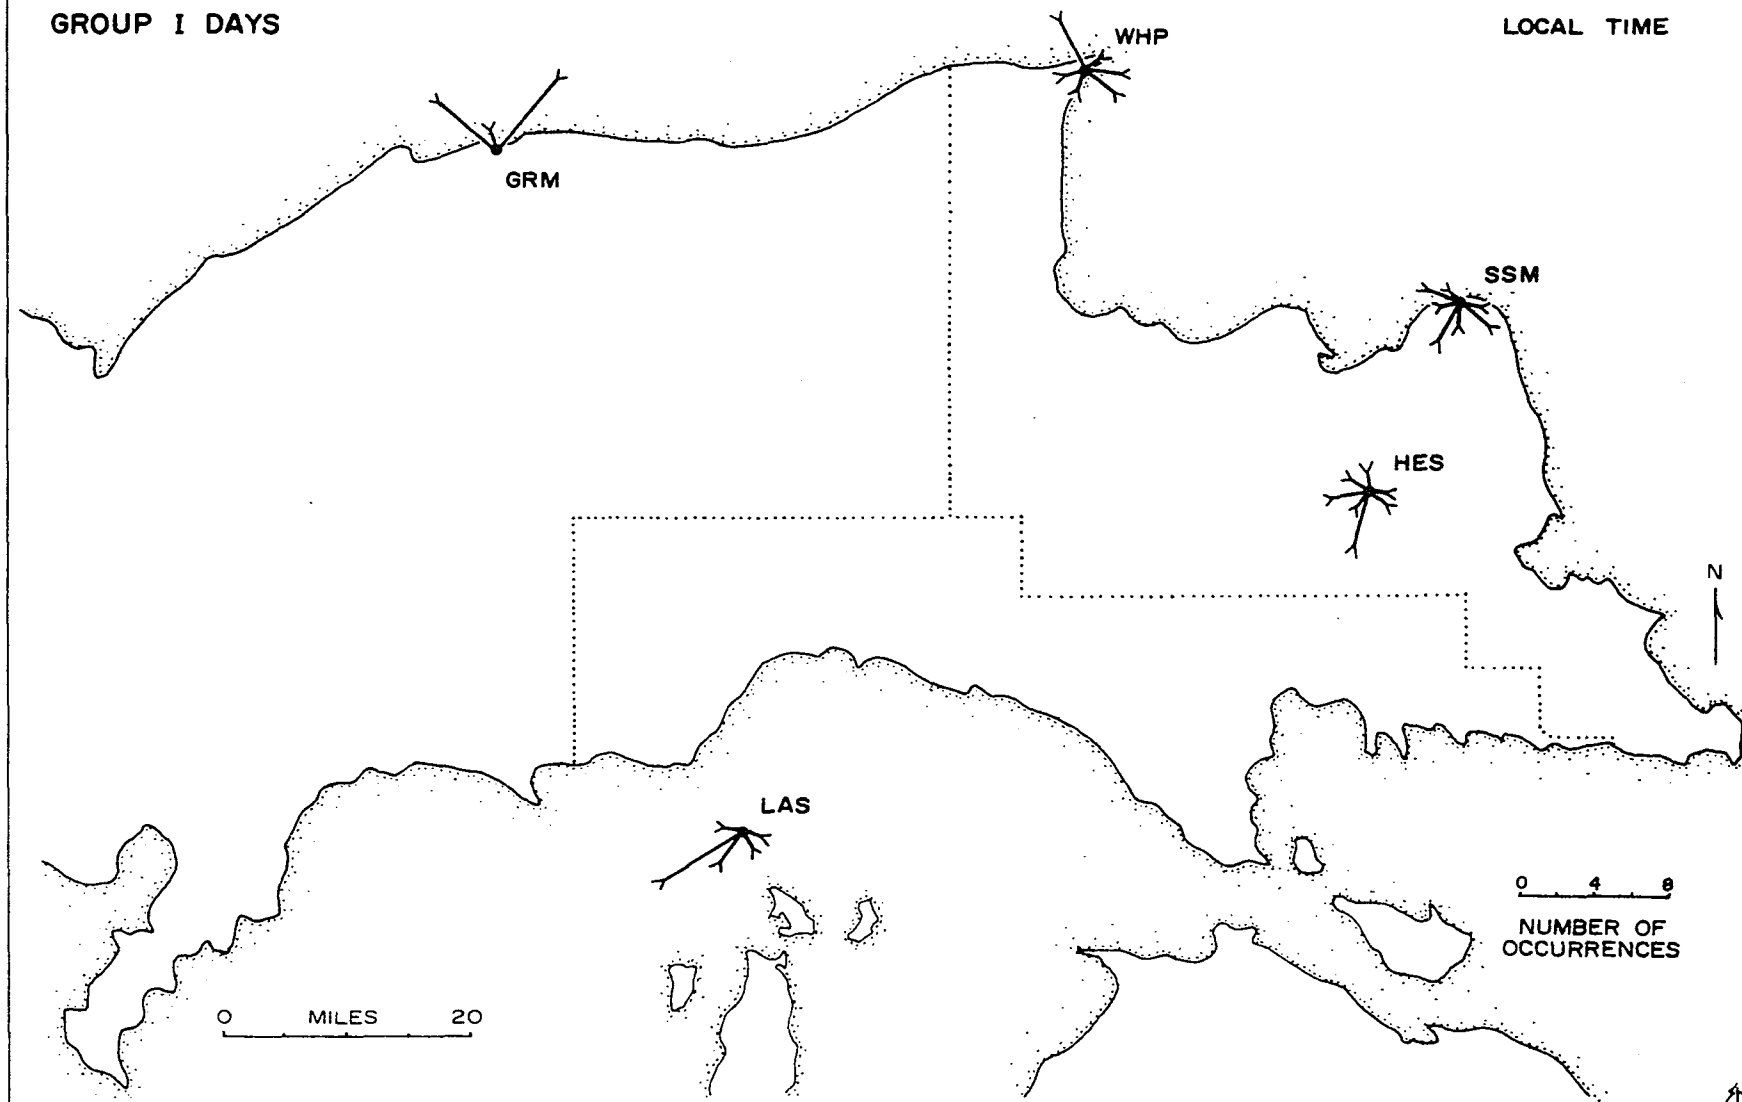 GROUP I DAYS
LOCAL TIME
WHP
GRM
SSM
HES
N
LAS
0 4 8
NUMBER OF
OCCURRENCES
0 MILES 20